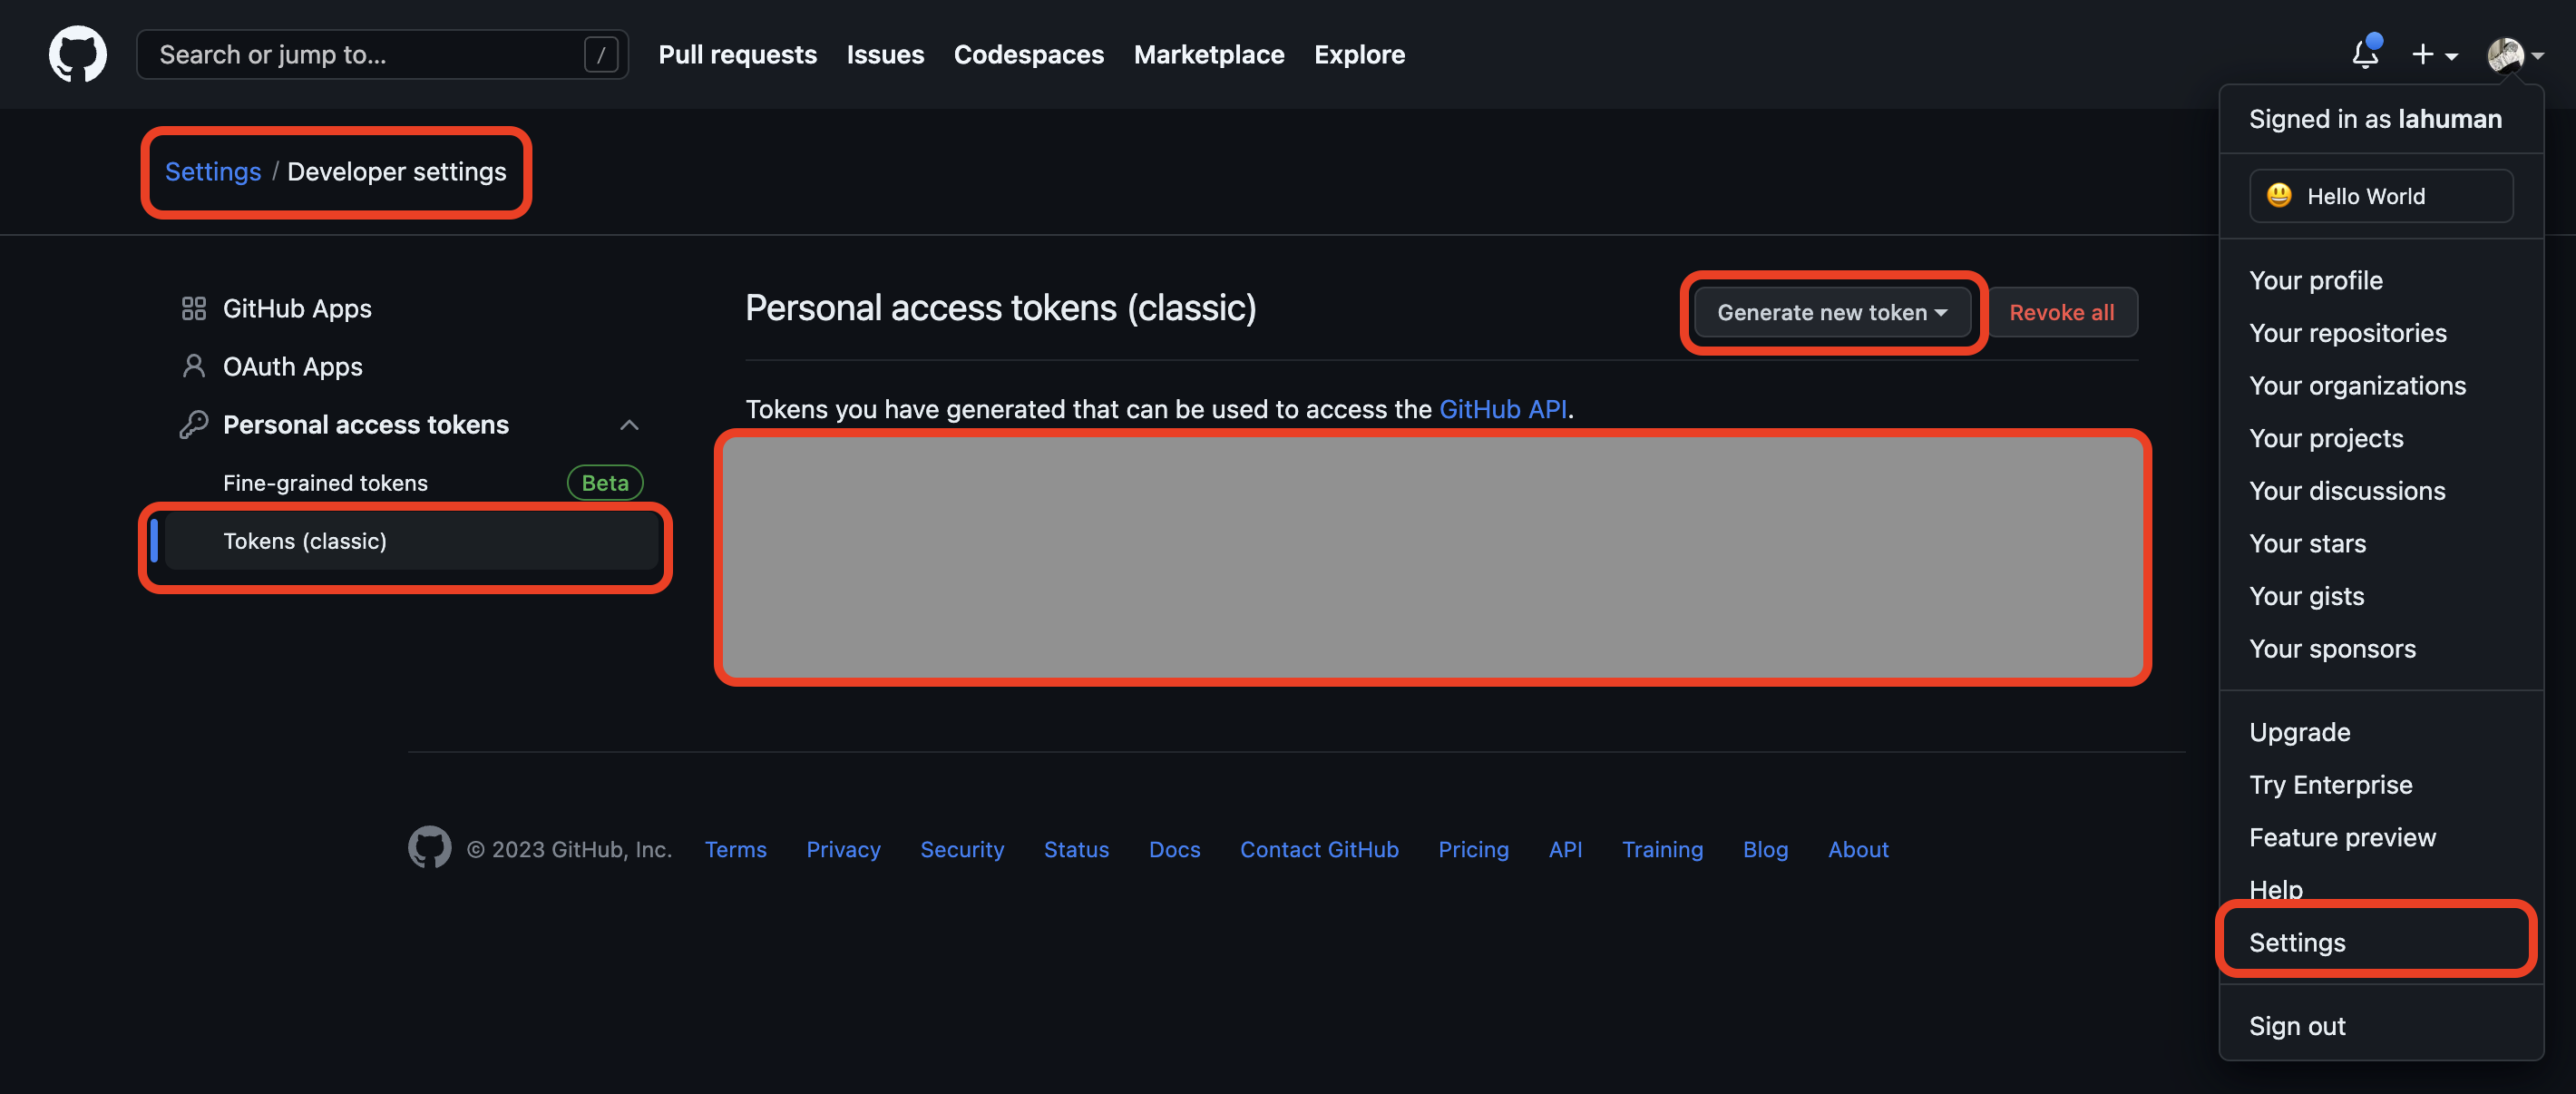 Search or jump to... /
Pull requests
Issues
Codespaces
Marketplace
Explore
Signed in as lahuman
😃 Hello World
Your profile
Your repositories
Your organizations
Your projects
Your discussions
Your stars
Your gists
Your sponsors
Upgrade
Try Enterprise
Feature preview
Help
Settings
Sign out
Settings / Developer settings
GitHub Apps
OAuth Apps
Personal access tokens
Fine-grained tokens Beta
Tokens (classic)
Personal access tokens (classic)
Generate new token
Revoke all
Tokens you have generated that can be used to access the GitHub API.
© 2023 GitHub, Inc.
Terms
Privacy
Security
Status
Docs
Contact GitHub
Pricing
API
Training
Blog
About